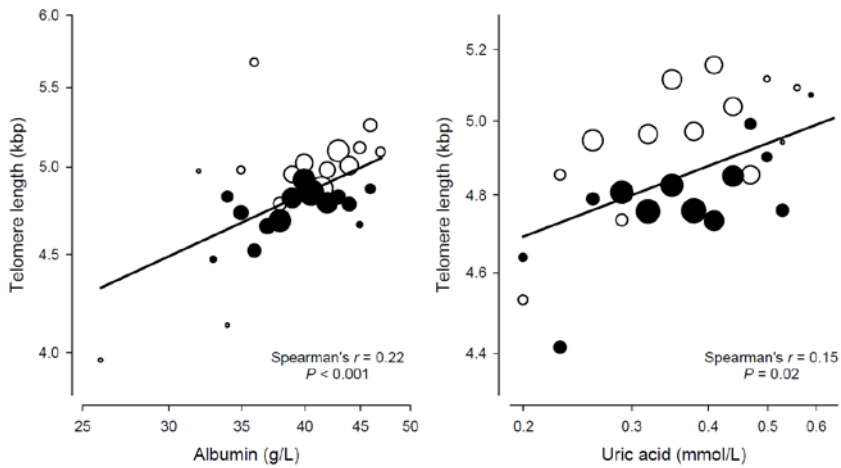 6.0
5.5
5.0
4.5
4.0
Telomere length (kbp)
Spearman's r = 0.22
P < 0.001
25
30
35
40
45
50
Albumin (g/L)
5.2
5.0
4.8
4.6
4.4
Telomere length (kbp)
Spearman's r = 0.15
P = 0.02
0.2
0.3
0.4
0.5
0.6
Uric acid (mmol/L)